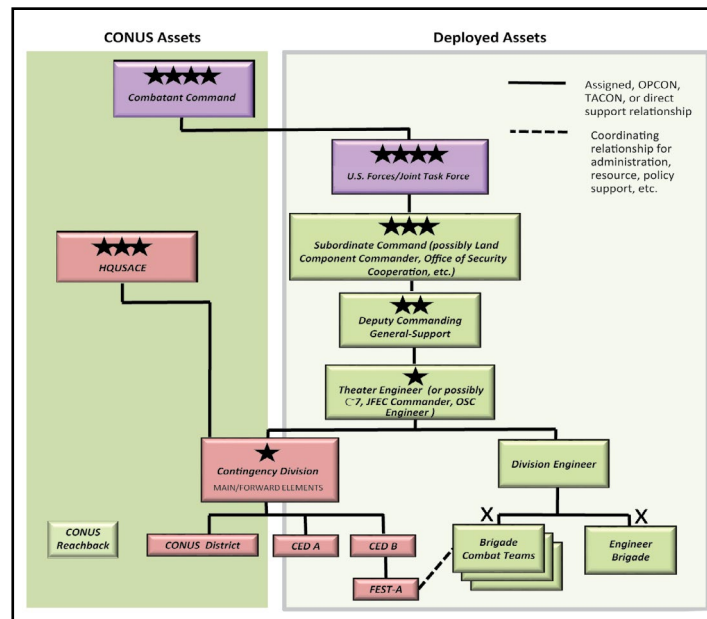 CONUS Assets
Deployed Assets
Combatant Command
Assigned, OPCON,
TACON, or direct
support relationship
Coordinating
relationship for
administration,
resource, policy
support, etc.
U.S. Forces/Joint Task Force
HQUSACE
Subordinate Command (possibly Land
Component Commander, Office of Security
Cooperation, etc.)
Deputy Commanding
General-Support
Theater Engineer (or possibly
C-7, JFEC Commander, OSC
Engineer )
Contingency Division
MAIN/FORWARD ELEMENTS
Division Engineer
X
X
CONUS
Reachback
CONUS District
CED A
CED B
Brigade
Combat Teams
Engineer
Brigade
FEST-A